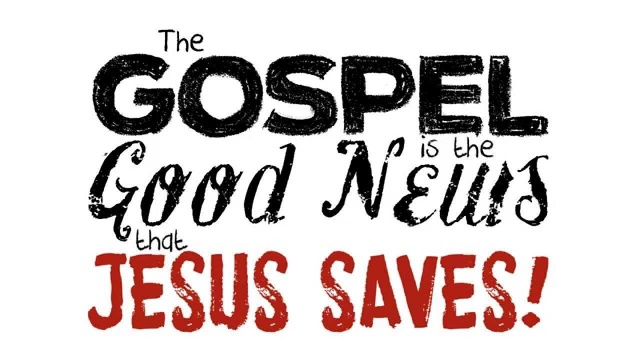 The
GOSPEL
is the
Good News
that
JESUS SAVES!